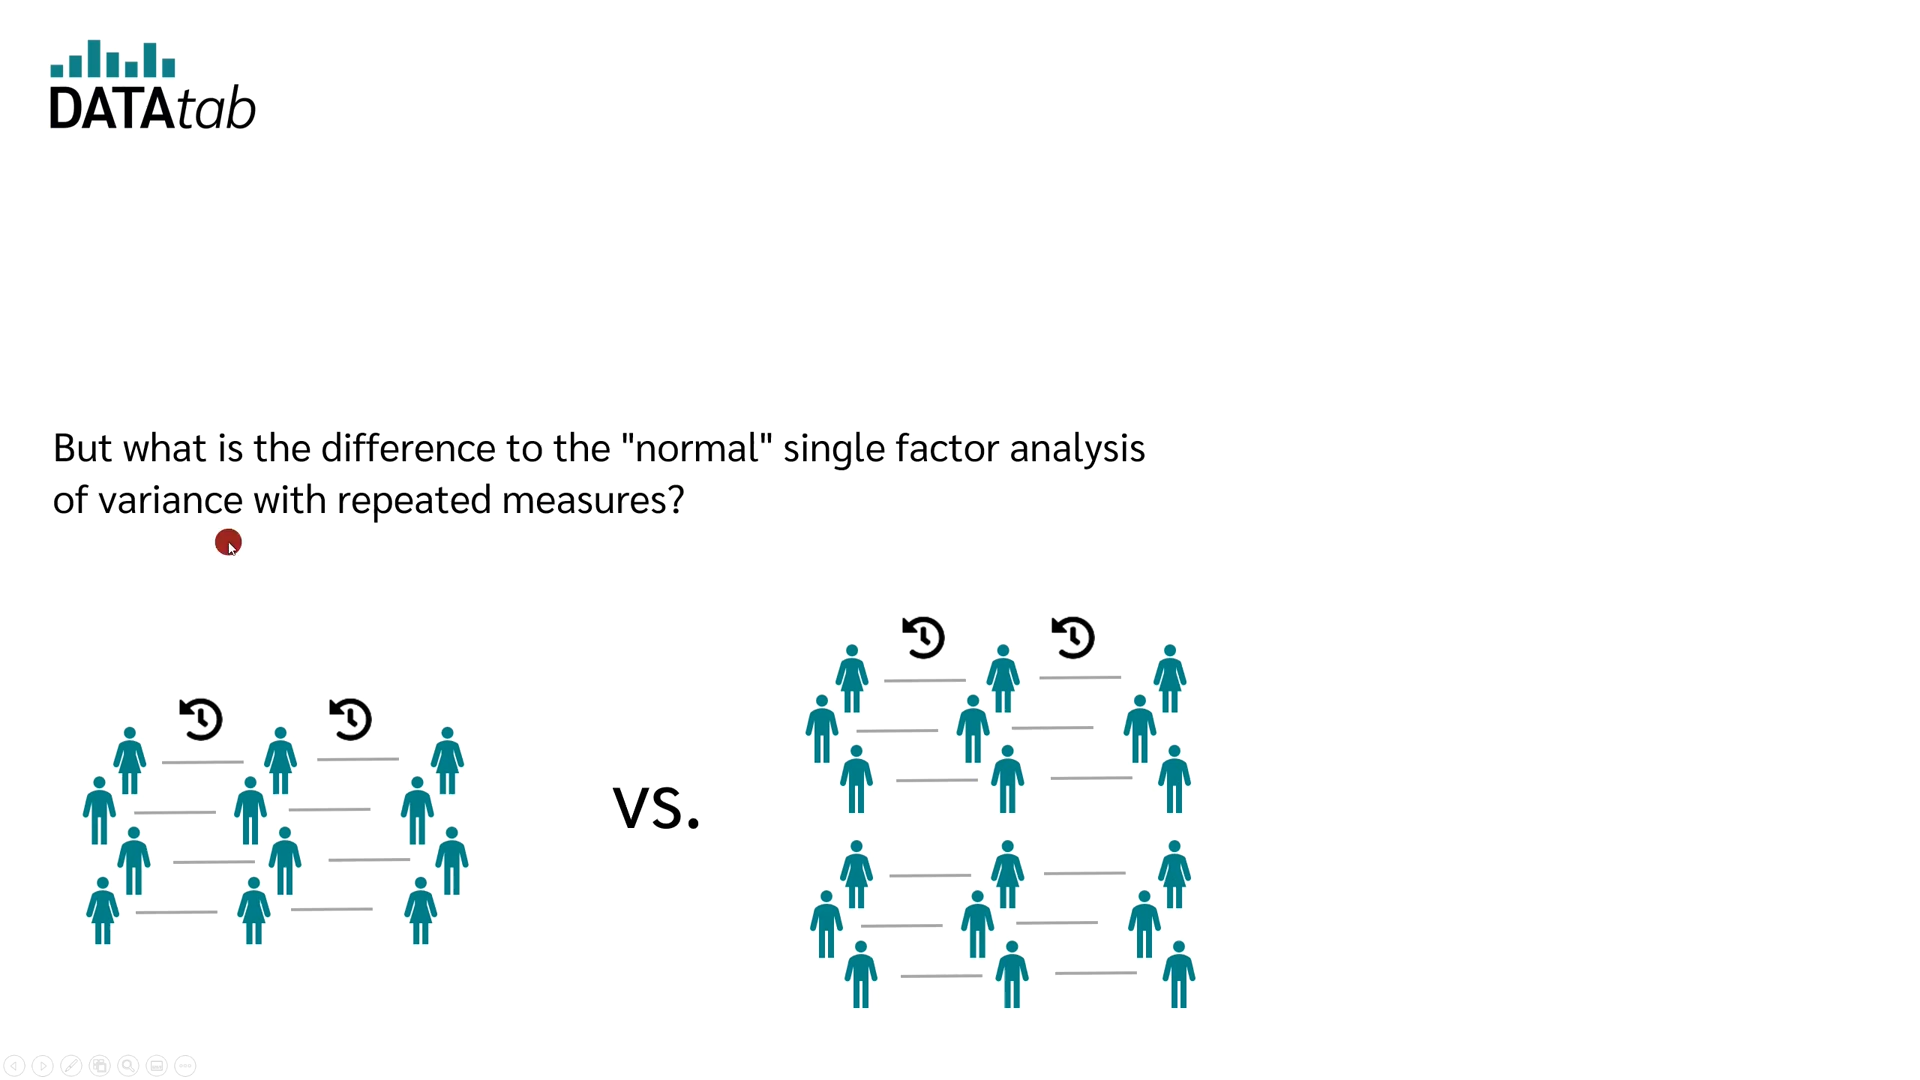 DATAtab
But what is the difference to the "normal" single factor analysis
of variance with repeated measures?
vs.